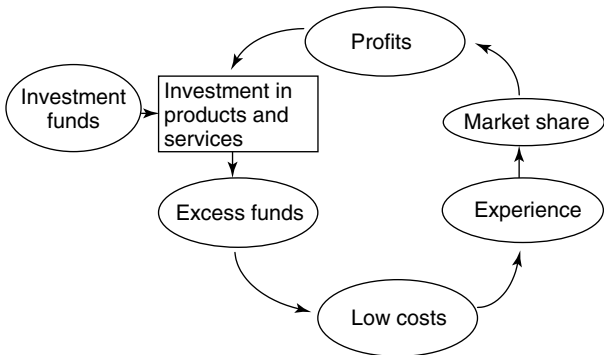 Profits
Investment
funds
Investment in
products and
services
Market share
Excess funds
Experience
Low costs